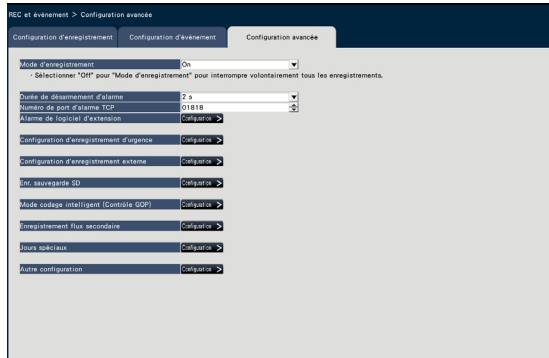 REC et événement > Configuration avancée
Configuration d'enregistrement Configuration d'événement Configuration avancée
Mode d'enregistrement On
· Sélectionner "Off" pour "Mode d'enregistrement" pour interrompre volontairement tous les enregistrements.
Durée de désarmement d'alarme 2 s
Numéro de port d'alarme TCP 01818
Alarme de logiciel d'extension Configuration >
Configuration d'enregistrement d'urgence Configuration >
Configuration d'enregistrement externe Configuration >
Enr. sauvegarde SD Configuration >
Mode codage intelligent (Contrôle GOP) Configuration >
Enregistrement flux secondaire Configuration >
Jours spéciaux Configuration >
Autre configuration Configuration >